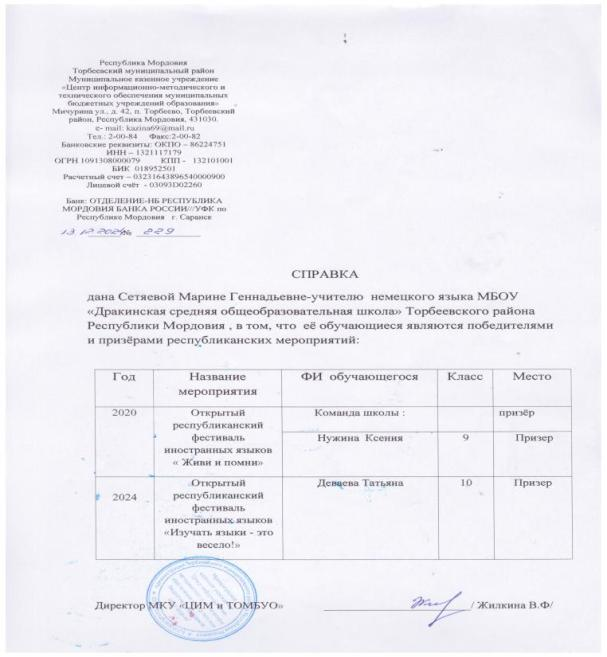 Республика Мордовия
Торбеевский муниципальный район
Муниципальное казенное учреждение
«Центр информационно-методического и
технического обеспечения муниципальных
бюджетных учреждений образования»
Мичурина ул., д. 42, п. Торбеево, Торбеевский
район, Республика Мордовия, 431030.
e- mail: kazina69@mail.ru
Тел.: 2-00-84 Факс:2-00-82
Банковские реквизиты: ОКПО – 86224751
ИНН – 1321117179
ОГРН 1091308000079 КПП - 132101001
БИК 018952501
Расчетный счет – 03231643896540000900
Лицевой счёт - 03093D02260
Банк: ОТДЕЛЕНИЕ-НБ РЕСПУБЛИКА
МОРДОВИЯ БАНКА РОССИИ//УФК по
Республике Мордовия г. Саранск
13.12.2024 № 229
СПРАВКА
дана Сетяевой Марине Геннадьевне-учителю немецкого языка МБОУ
«Дракинская средняя общеобразовательная школа» Торбеевского района
Республики Мордовия , в том, что её обучающиеся являются победителями
и призёрами республиканских мероприятий:
Год Название мероприятия ФИ обучающегося Класс Место
2020 Открытый республиканский фестиваль иностранных языков « Живи и помни» Команда школы : призёр
Нужина Ксения 9 Призер
2024 Открытый республиканский фестиваль иностранных языков «Изучать языки - это весело!» Деваева Татьяна 10 Призер
Директор МКУ «ЦИМ и ТОМБУО» / Жилкина В.Ф/